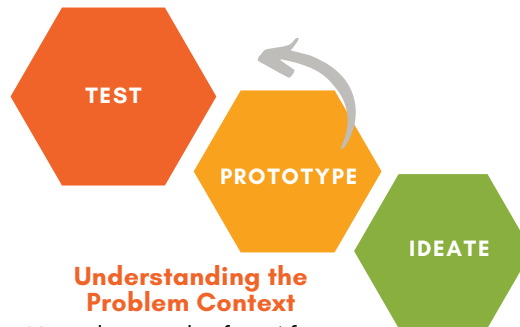 TEST
PROTOTYPE
IDEATE
Understanding the
Problem Context